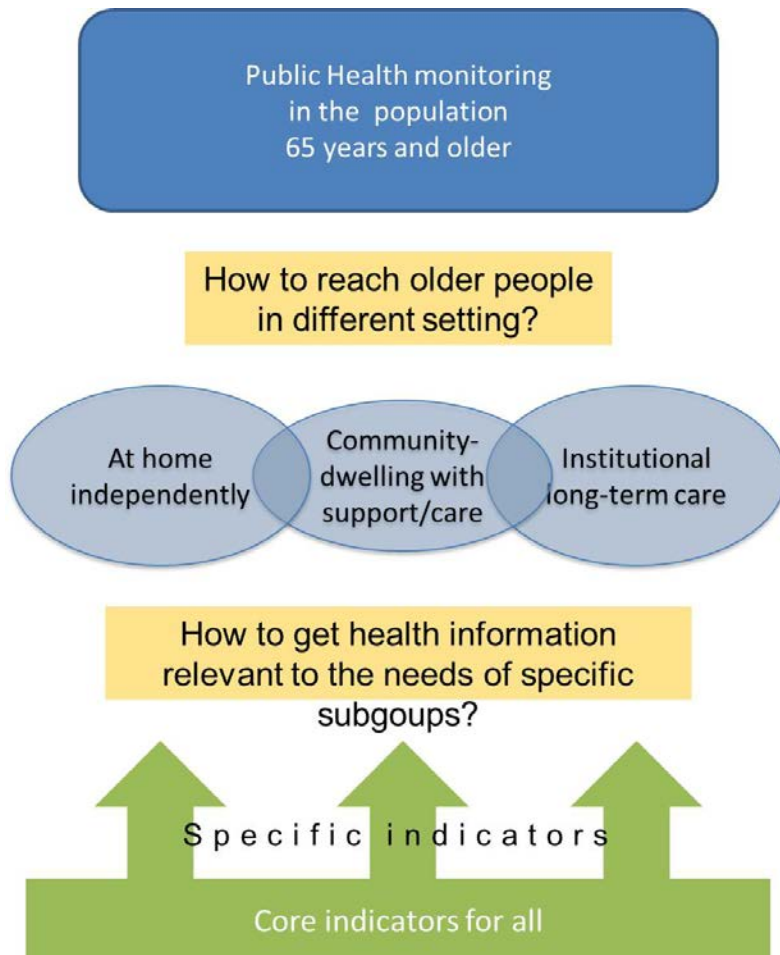 Public Health monitoring
in the population
65 years and older
How to reach older people
in different setting?
At home
independently
Community-
dwelling with
support/care
Institutional
long-term care
How to get health information
relevant to the needs of specific
subgoups?
Specific indicators
Core indicators for all